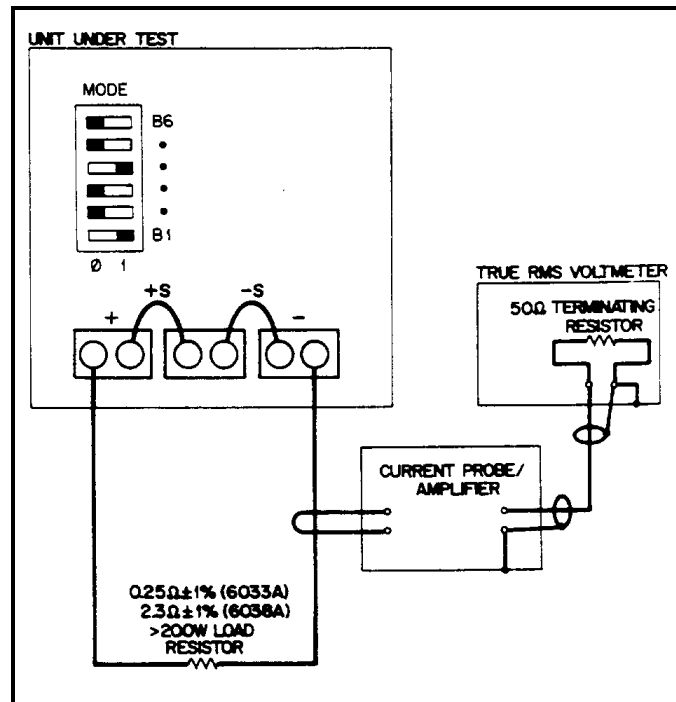 UNIT UNDER TEST
MODE
B6
B1
0 1
+ +S -S -
TRUE RMS VOLTMETER
50Ω TERMINATING
RESISTOR
CURRENT PROBE/
AMPLIFIER
0.25Ω±1% (6033A)
2.3Ω±1% (6038A)
>200W LOAD
RESISTOR